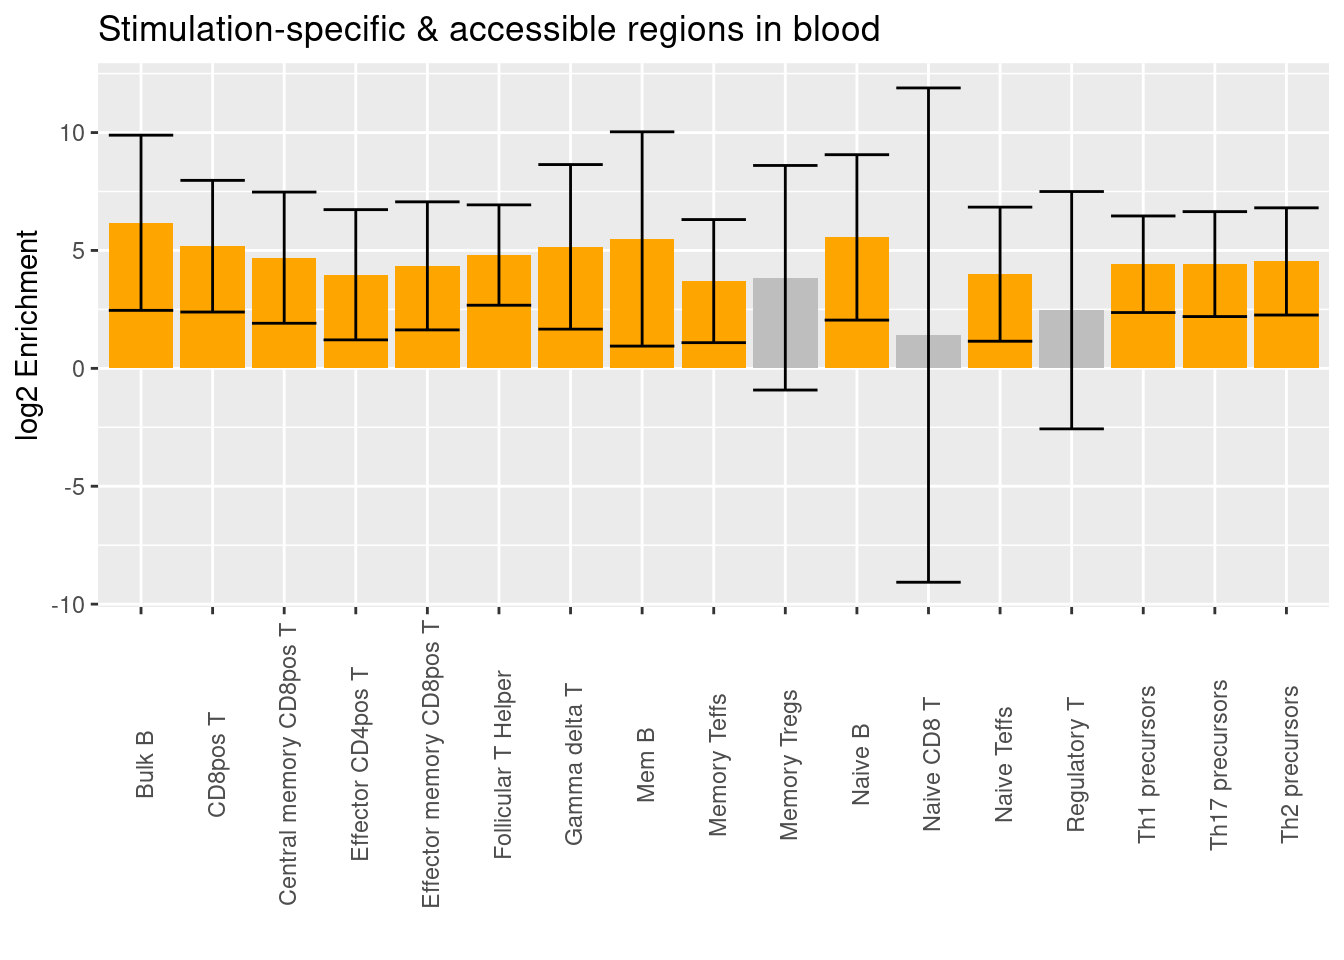 Stimulation-specific & accessible regions in blood
log2 Enrichment
10
5
0
-5
-10
Bulk B
CD8pos T
Central memory CD8pos T
Effector CD4pos T
Effector memory CD8pos T
Follicular T Helper
Gamma delta T
Mem B
Memory Teffs
Memory Tregs
Naive B
Naive CD8 T
Naive Teffs
Regulatory T
Th1 precursors
Th17 precursors
Th2 precursors